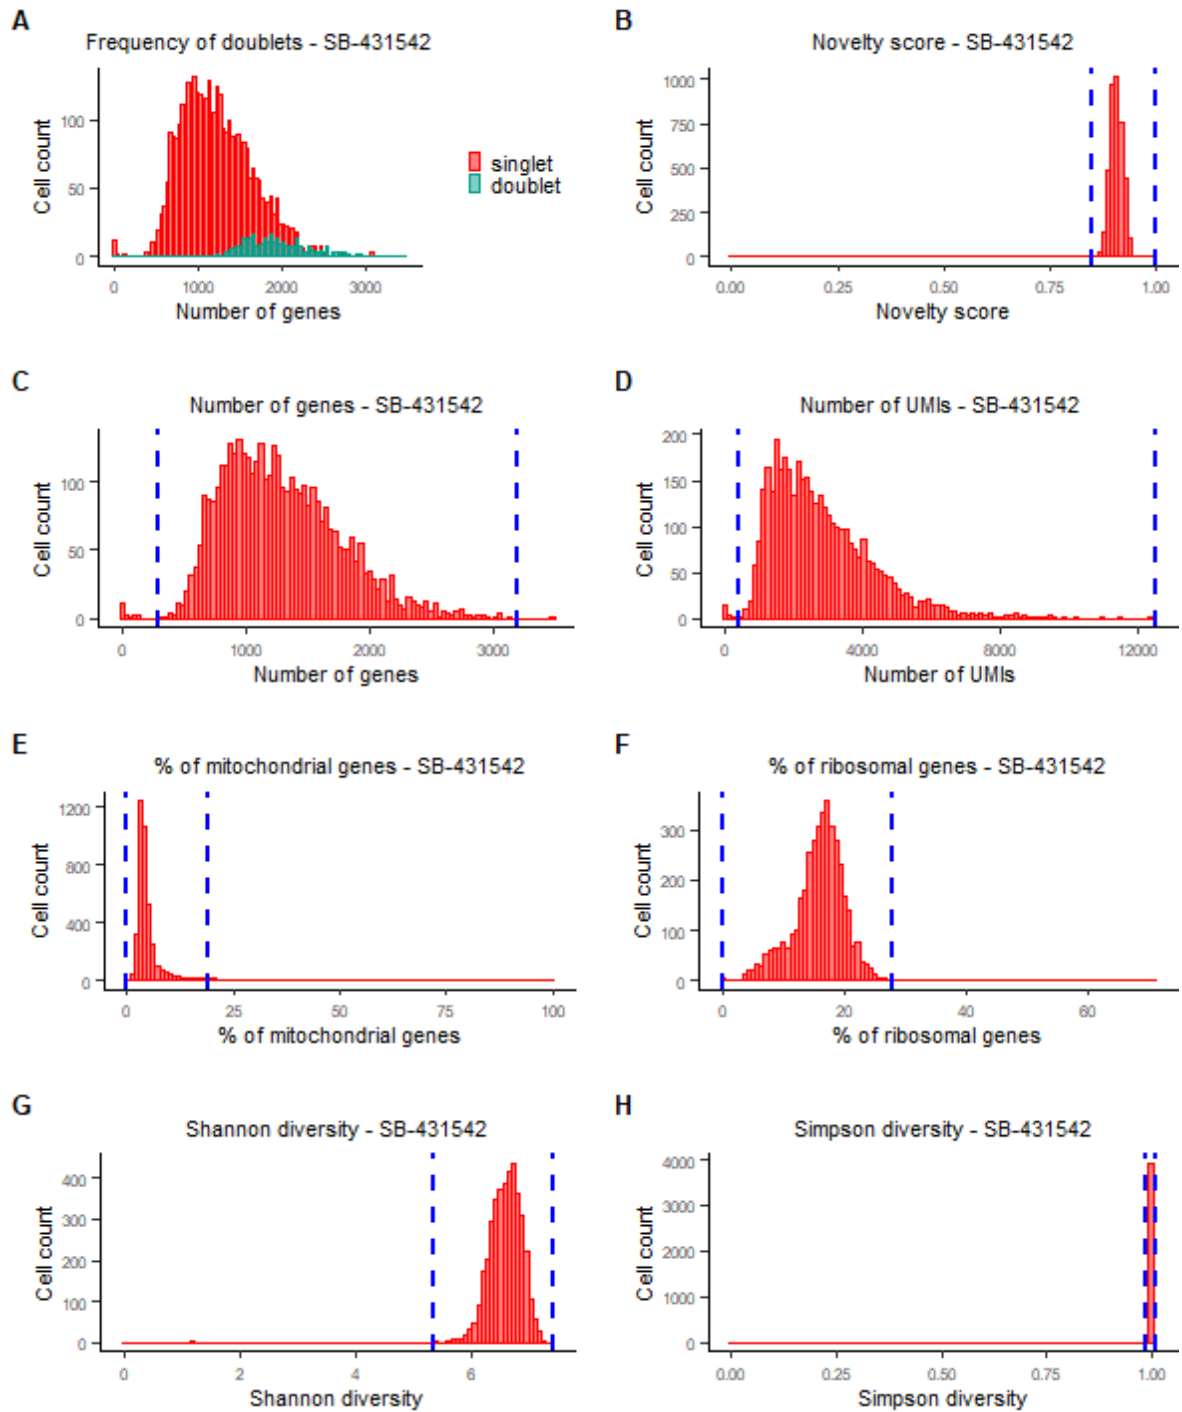 A
Frequency of doublets - SB-431542
Cell count
100
50
0
0 1000 2000 3000
Number of genes
singlet
doublet
B
Novelty score - SB-431542
Cell count
1000
750
500
250
0
0.00 0.25 0.50 0.75 1.00
Novelty score
C
Number of genes - SB-431542
Cell count
100
50
0
0 1000 2000 3000
Number of genes
D
Number of UMIs - SB-431542
Cell count
200
150
100
50
0
0 4000 8000 12000
Number of UMIs
E
% of mitochondrial genes - SB-431542
Cell count
1200
800
400
0
0 25 50 75 100
% of mitochondrial genes
F
% of ribosomal genes - SB-431542
Cell count
300
200
100
0
0 20 40 60
% of ribosomal genes
G
Shannon diversity - SB-431542
Cell count
400
300
200
100
0
0 2 4 6
Shannon diversity
H
Simpson diversity - SB-431542
Cell count
4000
3000
2000
1000
0
0.00 0.25 0.50 0.75 1.00
Simpson diversity